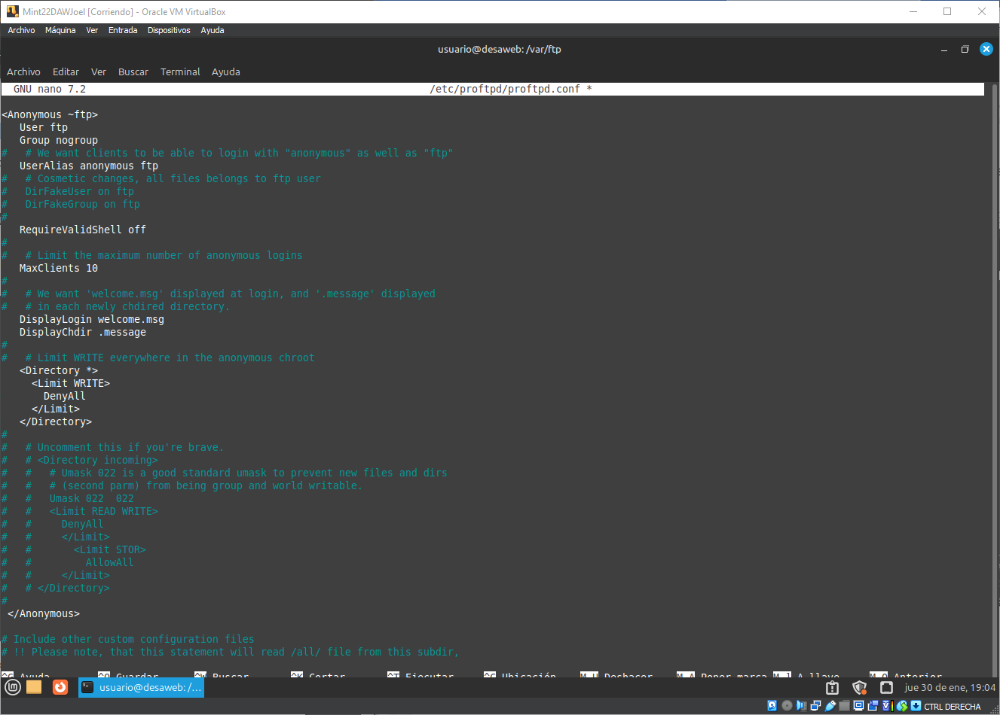 Mint22DAWJoel [Corriendo] - Oracle VM VirtualBox
Archivo Máquina Ver Entrada Dispositivos Ayuda
usuario@desaweb: /var/ftp
Archivo Editar Ver Buscar Terminal Ayuda
GNU nano 7.2 /etc/proftpd/proftpd.conf *
<Anonymous ~ftp>
   User ftp
   Group nogroup
#   # We want clients to be able to login with "anonymous" as well as "ftp"
   UserAlias anonymous ftp
#   # Cosmetic changes, all files belongs to ftp user
#   DirFakeUser on ftp
#   DirFakeGroup on ftp
#
   RequireValidShell off
#
#   # Limit the maximum number of anonymous logins
   MaxClients 10
#
#   # We want 'welcome.msg' displayed at login, and '.message' displayed
#   # in each newly chdired directory.
   DisplayLogin welcome.msg
   DisplayChdir .message
#
#   # Limit WRITE everywhere in the anonymous chroot
   <Directory *>
     <Limit WRITE>
       DenyAll
     </Limit>
   </Directory>
#
#   # Uncomment this if you're brave.
#   # <Directory incoming>
#   #   # Umask 022 is a good standard umask to prevent new files and dirs
#   #   # (second parm) from being group and world writable.
#   #   Umask 022  022
#   #   <Limit READ WRITE>
#   #     DenyAll
#   #     </Limit>
#   #       <Limit STOR>
#   #         AllowAll
#   #     </Limit>
#   # </Directory>
#
 </Anonymous>
# Include other custom configuration files
# !! Please note, that this statement will read /all/ file from this subdir,
^G Ayuda ^O Guardar ^W Buscar ^K Cortar ^T Ejecutar ^C Ubicación M-U Deshacer M-A Poner marca M-] A llave M-Q Anterior
usuario@desaweb: /... jue 30 de ene, 19:04
CTRL DERECHA